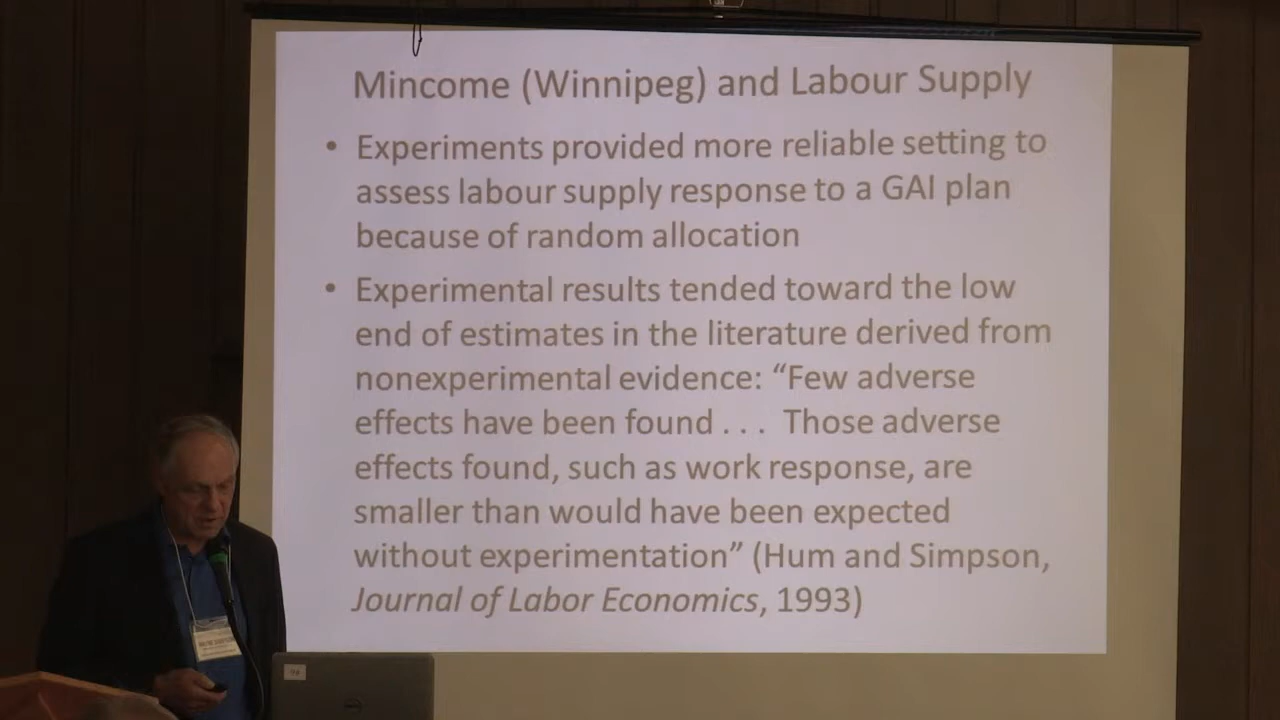 Mincome (Winnipeg) and Labour Supply
• Experiments provided more reliable setting to
assess labour supply response to a GAI plan
because of random allocation
• Experimental results tended toward the low
end of estimates in the literature derived from
nonexperimental evidence: “Few adverse
effects have been found . . .  Those adverse
effects found, such as work response, are
smaller than would have been expected
without experimentation” (Hum and Simpson,
Journal of Labor Economics, 1993)
DELL